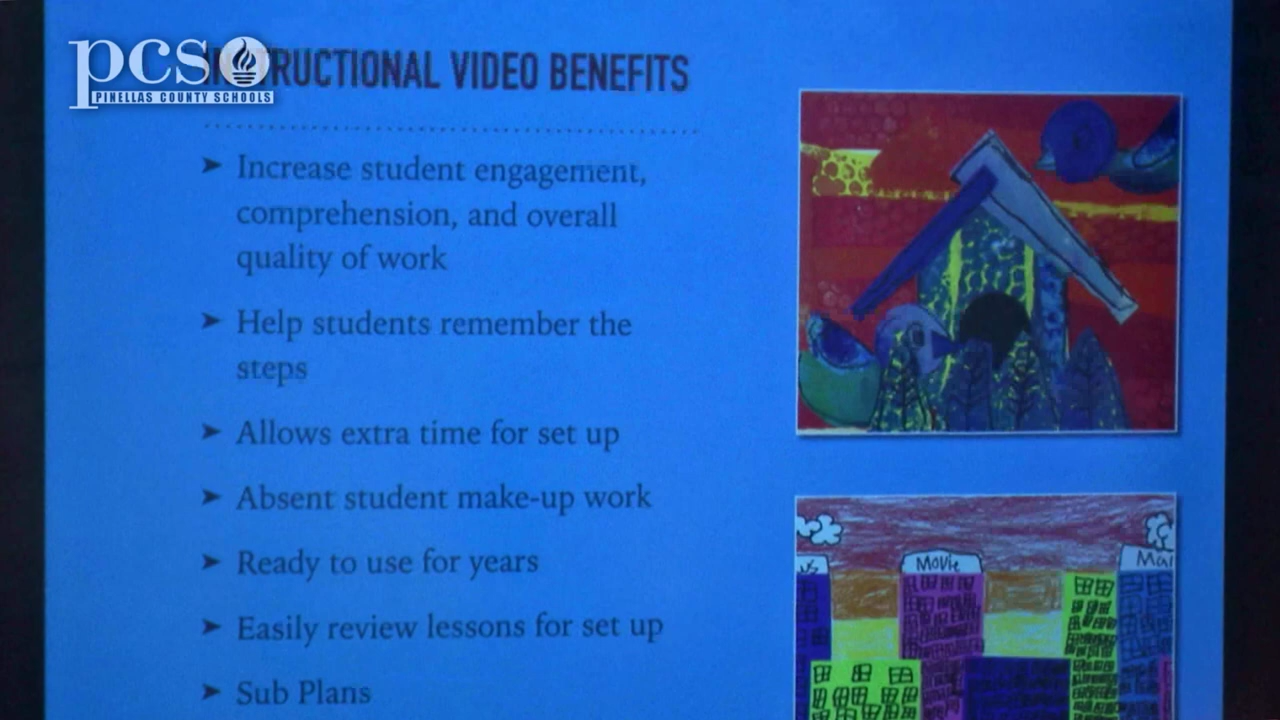 pcs
PINELLAS COUNTY SCHOOLS
INSTRUCTIONAL VIDEO BENEFITS
➤ Increase student engagement,
comprehension, and overall
quality of work
➤ Help students remember the
steps
➤ Allows extra time for set up
➤ Absent student make-up work
➤ Ready to use for years
➤ Easily review lessons for set up
➤ Sub Plans
Movie